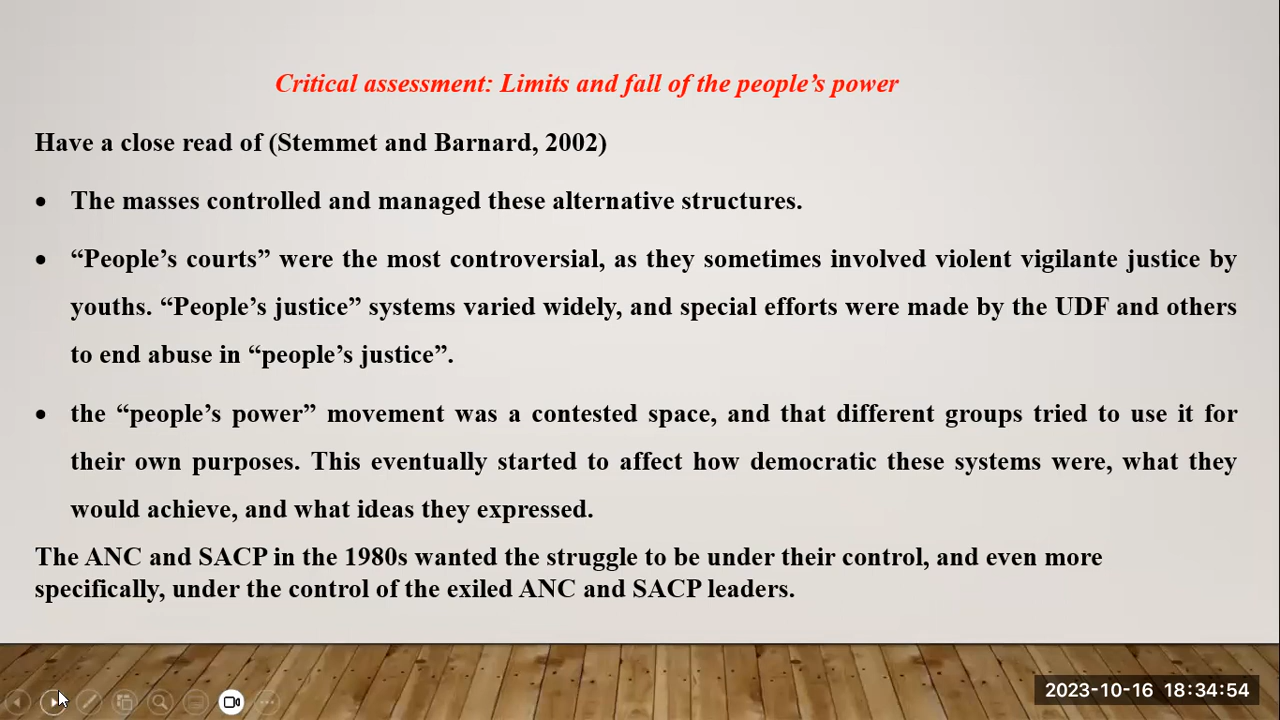 Critical assessment: Limits and fall of the people’s power
Have a close read of (Stemmet and Barnard, 2002)
• The masses controlled and managed these alternative structures.
• “People’s courts” were the most controversial, as they sometimes involved violent vigilante justice by
youths. “People’s justice” systems varied widely, and special efforts were made by the UDF and others
to end abuse in “people’s justice”.
• the “people’s power” movement was a contested space, and that different groups tried to use it for
their own purposes. This eventually started to affect how democratic these systems were, what they
would achieve, and what ideas they expressed.
The ANC and SACP in the 1980s wanted the struggle to be under their control, and even more
specifically, under the control of the exiled ANC and SACP leaders.
2023-10-16 18:34:54